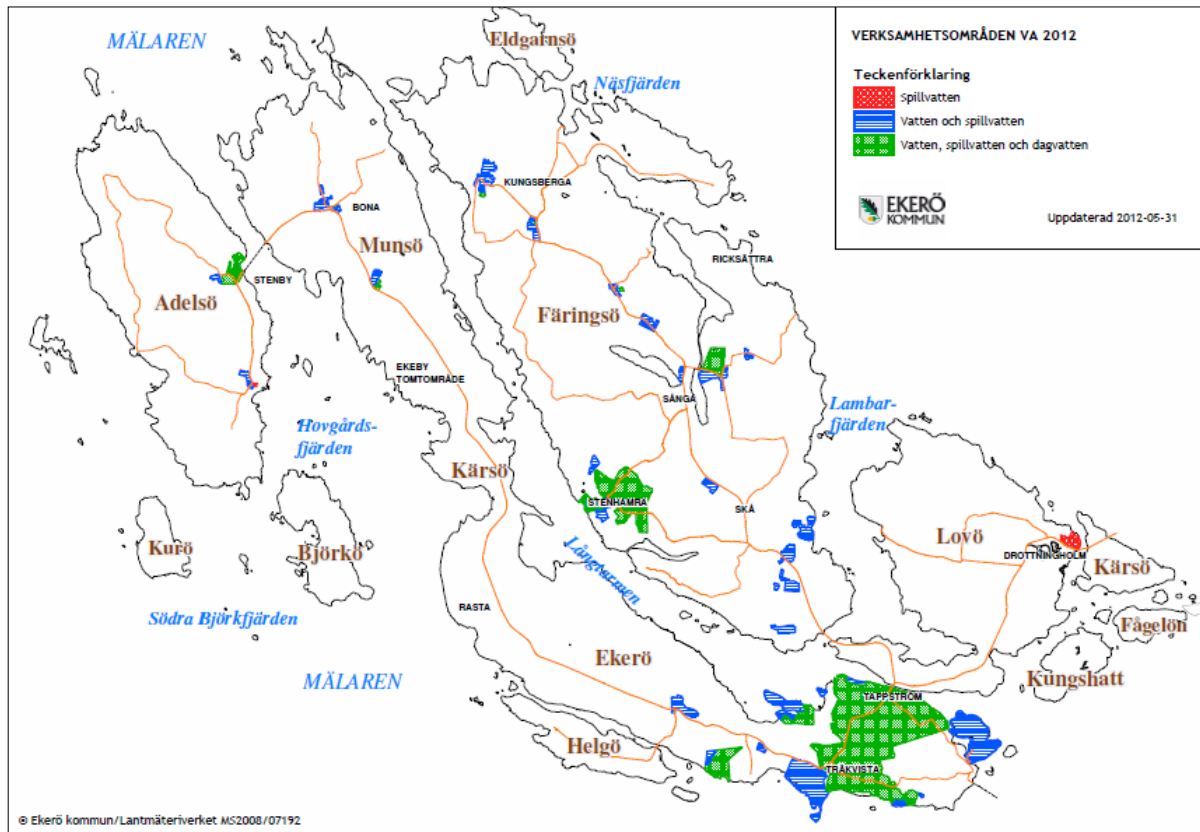 MÄLAREN
Eldgarnsö
Näsfjärden
VERKSAMHETSOMRÅDEN VA 2012
Teckenförklaring
Spillvatten
Vatten och spillvatten
Vatten, spillvatten och dagvatten
EKERÖ
KOMMUN
Uppdaterad 2012-05-31
KUNGSBERGA
BONA
Munsö
RICKSÄTTRA
STENBY
Adelsö
Färingsö
EKEBY
TOMTOMRÅDE
SÅNGA
Hovgårds-
fjärden
Lambar-
fjärden
Kärsö
STENHAMRA
SKÅ
Kurö
Björkö
Lovö
DROTTNINGHOLM
Kärsö
Långtarmen
Södra Björkfjärden
RASTA
Fågelön
Ekerö
Kungshatt
MÄLAREN
TAPPSTRÖM
Helgö
TRÄKVISTA
© Ekerö kommun/Lantmäteriverket MS2008/07192